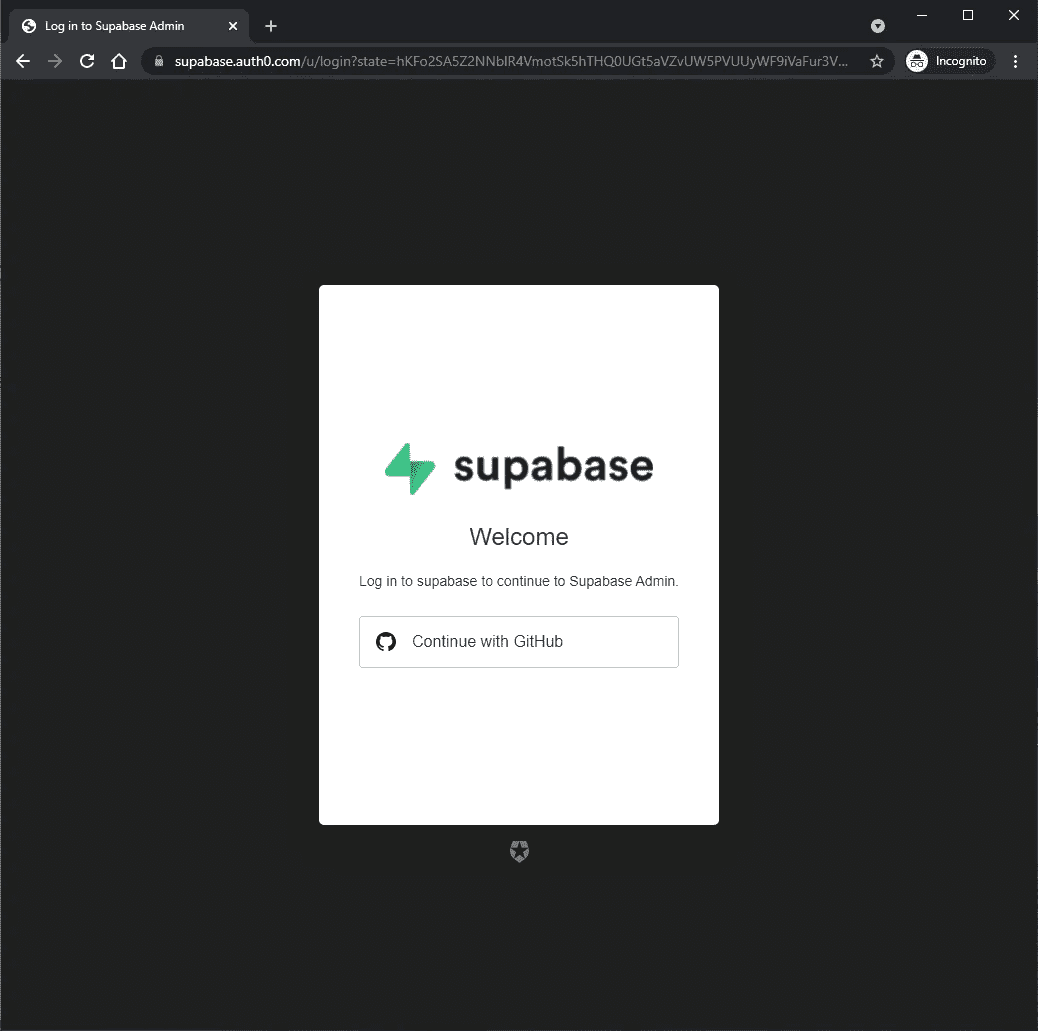 Log in to Supabase Admin
supabase.auth0.com/u/login?state=hKFo2SA5Z2NNblR4VmotSk5hTHQ0UGt5aVZvUW5PVUUyWF9iVaFur3V...
Incognito
supabase
Welcome
Log in to supabase to continue to Supabase Admin.
Continue with GitHub